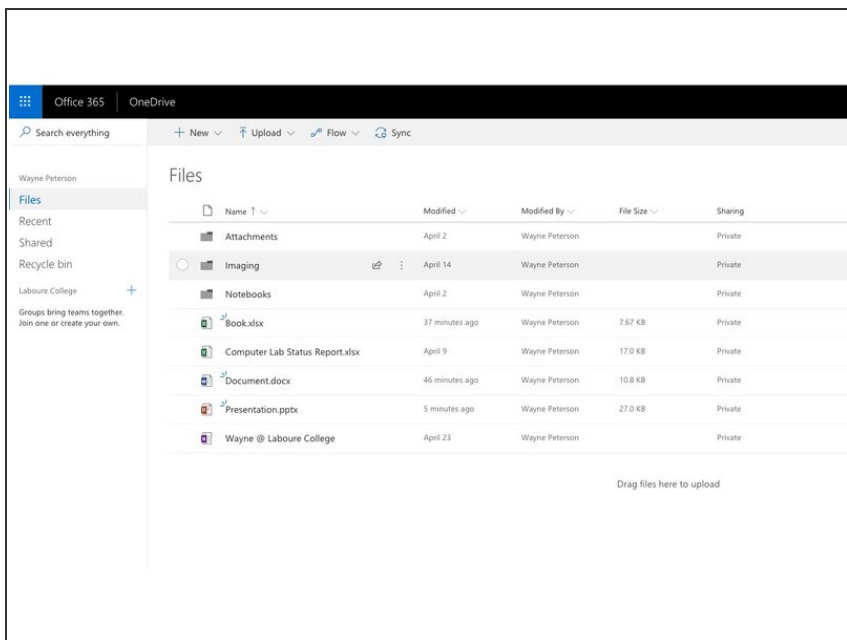 Office 365 OneDrive
Search everything
New Upload Flow Sync
Wayne Peterson
Files
Recent
Shared
Recycle bin
Laboure College
Groups bring teams together.
Join one or create your own.
Files
Name Modified Modified By File Size Sharing
Attachments April 2 Wayne Peterson Private
Imaging April 14 Wayne Peterson Private
Notebooks April 2 Wayne Peterson Private
Book.xlsx 37 minutes ago Wayne Peterson 7.67 KB Private
Computer Lab Status Report.xlsx April 9 Wayne Peterson 17.0 KB Private
Document.docx 46 minutes ago Wayne Peterson 10.8 KB Private
Presentation.pptx 5 minutes ago Wayne Peterson 27.0 KB Private
Wayne @ Laboure College April 23 Wayne Peterson Private
Drag files here to upload